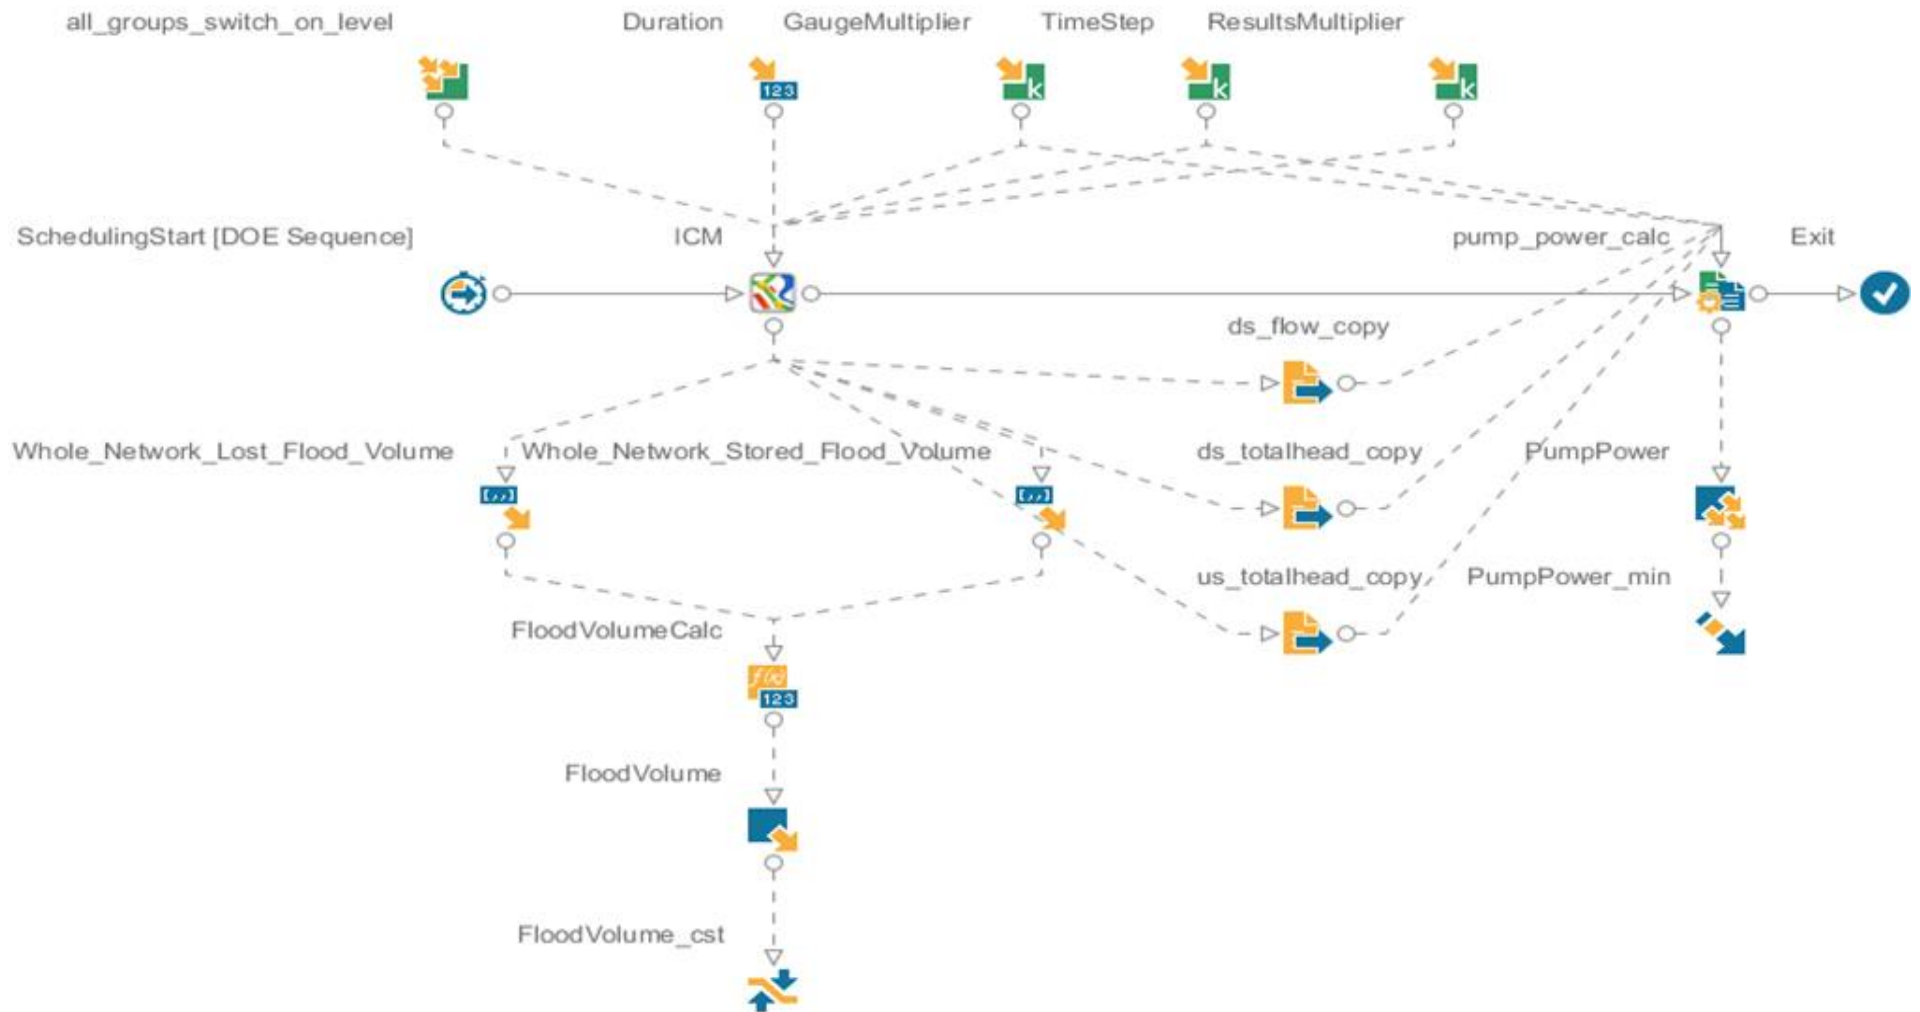 all_groups_switch_on_level Duration GaugeMultiplier TimeStep ResultsMultiplier
123 k k k
SchedulingStart [DOE Sequence] ICM pump_power_calc Exit
ds_flow_copy
Whole_Network_Lost_Flood_Volume Whole_Network_Stored_Flood_Volume ds_totalhead_copy PumpPower
[,,] [,,]
us_totalhead_copy PumpPower_min
FloodVolumeCalc
f(x)
123
FloodVolume
FloodVolume_cst